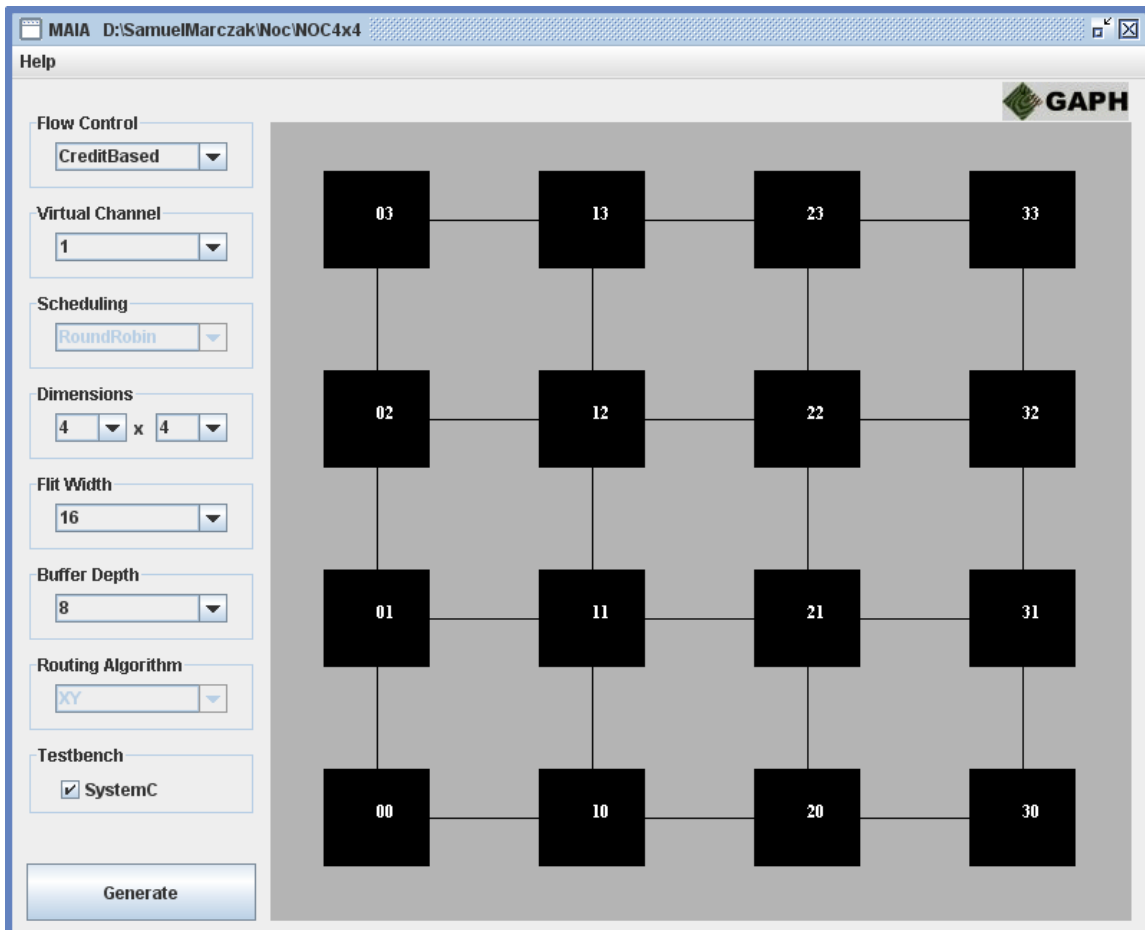 MAIA D:\SamuelMarczak\Noc\NOC4x4
Help
GAPH
Flow Control
CreditBased
Virtual Channel
1
Scheduling
RoundRobin
Dimensions
4 x 4
Flit Width
16
Buffer Depth
8
Routing Algorithm
XY
Testbench
SystemC
Generate
03 13 23 33
02 12 22 32
01 11 21 31
00 10 20 30